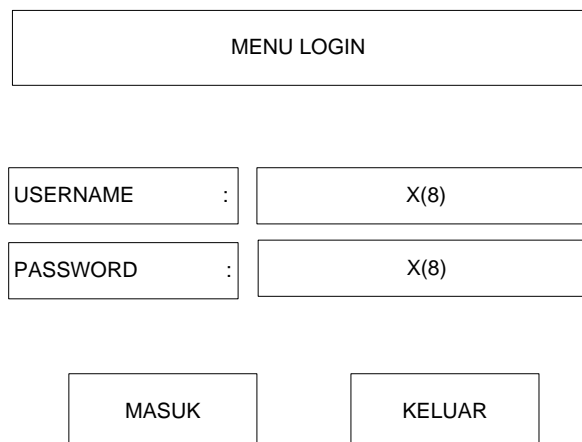 MENU LOGIN
USERNAME : X(8)
PASSWORD : X(8)
MASUK KELUAR